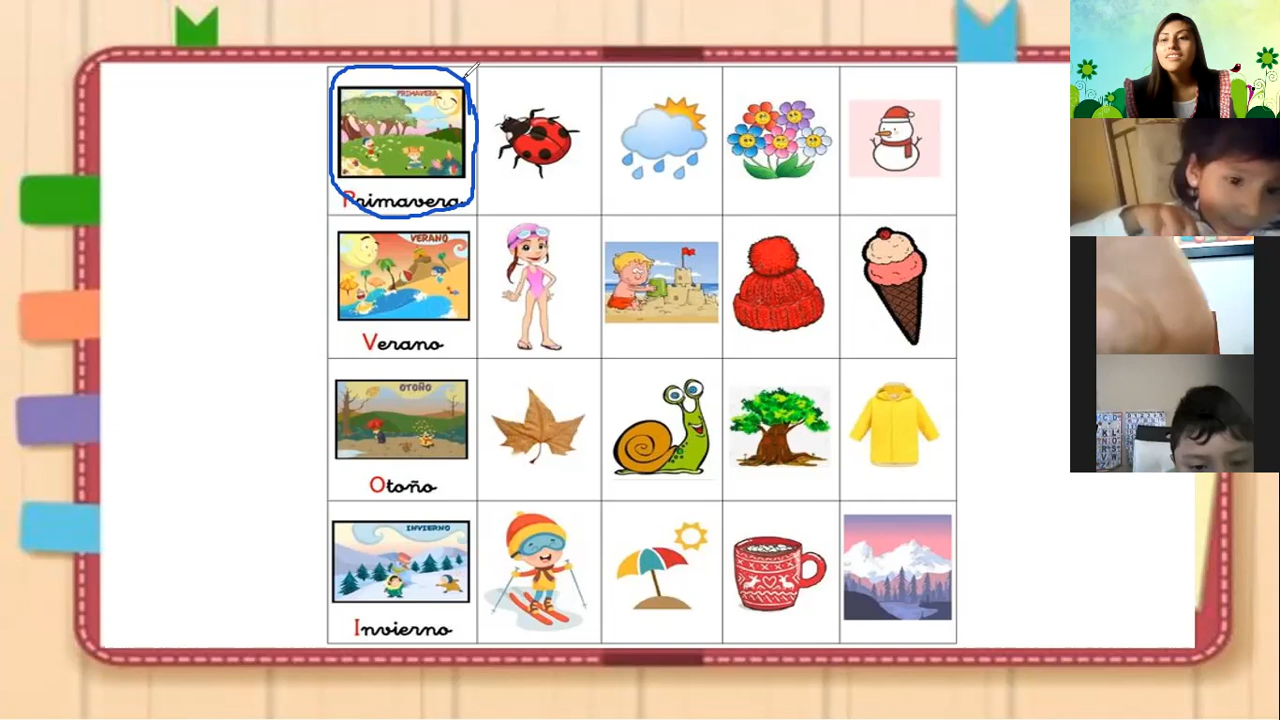 PRIMAVERA
Primavera
VERANO
Verano
OTOÑO
Otoño
INVIERNO
Invierno